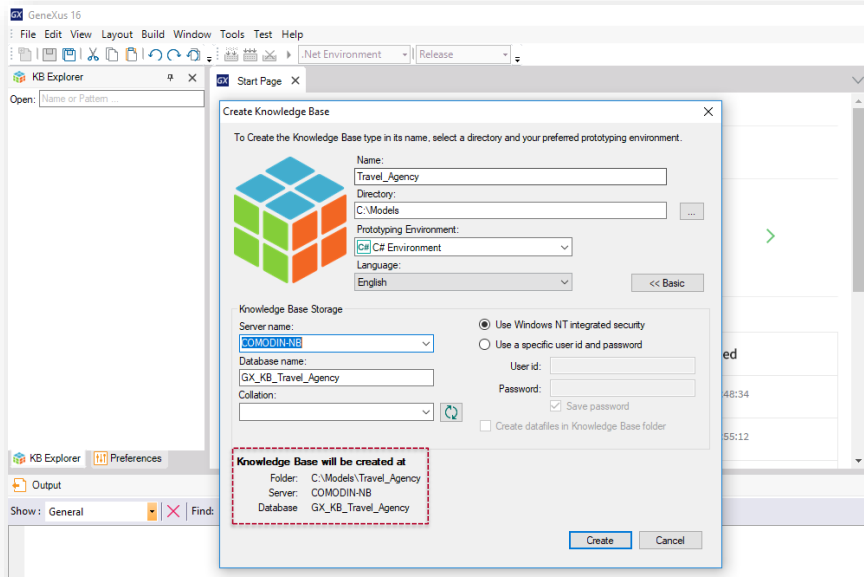 GX GeneXus 16
File Edit View Layout Build Window Tools Test Help
.Net Environment Release
KB Explorer
GX Start Page
Open: Name or Pattern ...
Create Knowledge Base
To Create the Knowledge Base type in its name, select a directory and your preferred prototyping environment.
Name:
Travel_Agency
Directory:
C:\Models
...
Prototyping Environment:
C# C# Environment
Language:
English
<< Basic
Knowledge Base Storage
Server name:
COMODIN-NB
Database name:
GX_KB_Travel_Agency
Collation:
Use Windows NT integrated security
Use a specific user id and password
User id:
Password:
Save password
Create datafiles in Knowledge Base folder
ed
:48:34
:55:12
KB Explorer Preferences
Knowledge Base will be created at
Folder: C:\Models\Travel_Agency
Server: COMODIN-NB
Database GX_KB_Travel_Agency
Output
Show: General Find:
Create Cancel